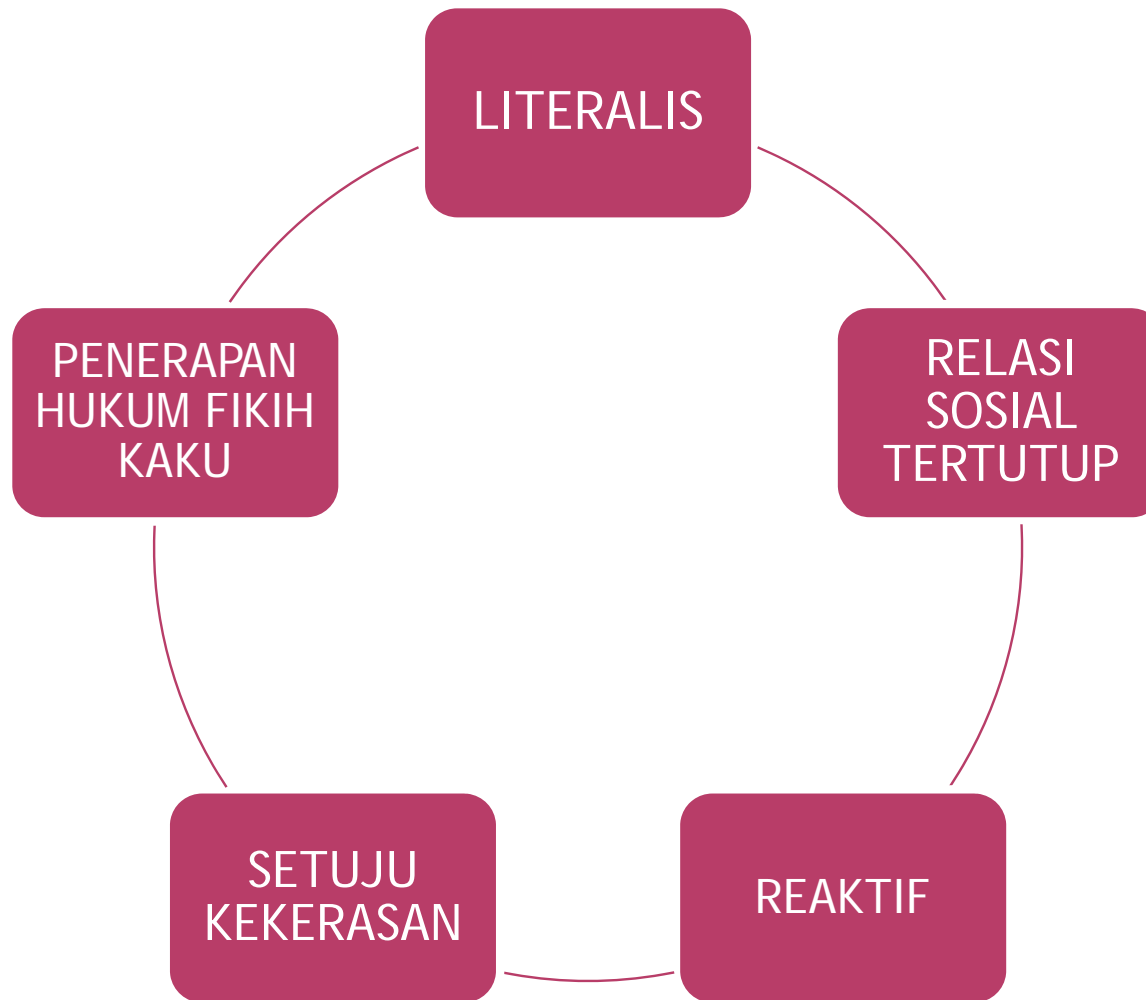 LITERALIS
RELASI
SOSIAL
TERTUTUP
REAKTIF
SETUJU
KEKERASAN
PENERAPAN
HUKUM FIKIH
KAKU